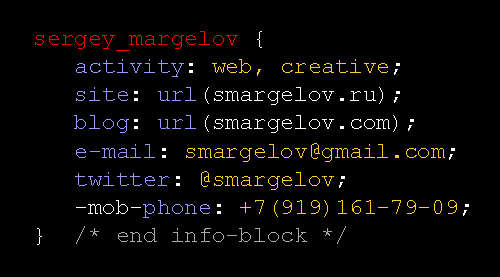 sergey_margelov {
activity: web, creative;
site: url(smargelov.ru);
blog: url(smargelov.com);
e-mail: smargelov@gmail.com;
twitter: @smargelov;
-mob-phone: +7(919)161-79-09;
} /* end info-block */